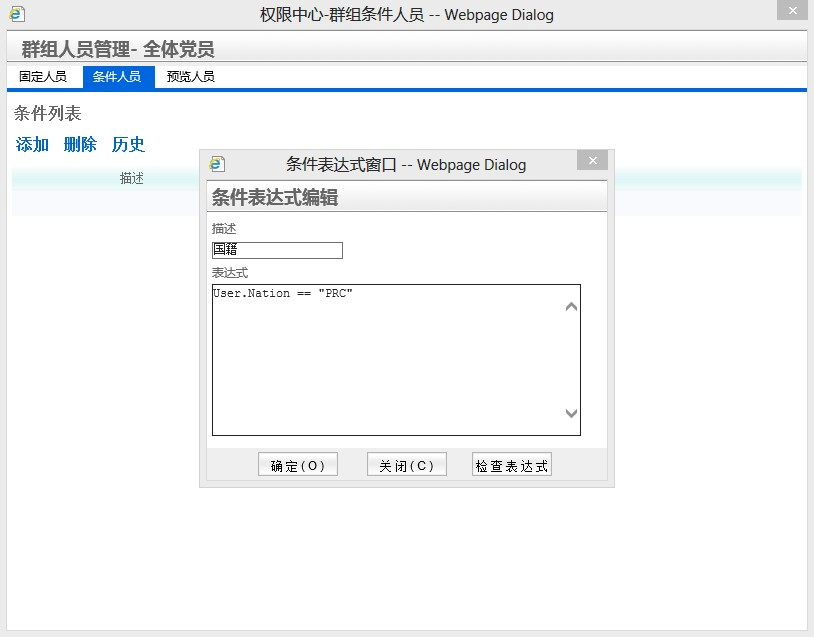 权限中心-群组条件人员 -- Webpage Dialog
群组人员管理- 全体党员
固定人员 条件人员 预览人员
条件列表
添加 删除 历史
描述
条件表达式窗口 -- Webpage Dialog
条件表达式编辑
描述
国籍
表达式
User.Nation == "PRC"
确定(O) 关闭(C) 检查表达式